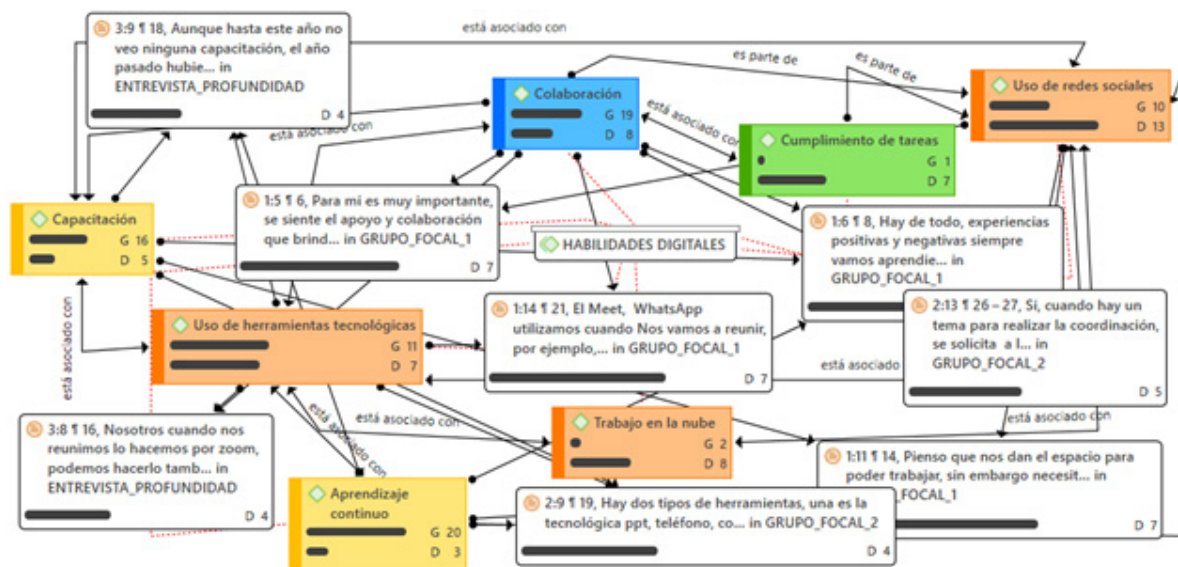 3:9 ¶ 18, Aunque hasta este año no
veo ninguna capacitación, el año
pasado hubie... in
ENTREVISTA_PROFUNDIDAD
D 4
está asociado con
es parte de
es parte de
Colaboración
G 19
D 8
Uso de redes sociales
G 10
D 13
está asociado con
está asociado con
Cumplimiento de tareas
G 1
D 7
Capacitación
G 16
D 5
1:5 ¶ 6, Para mi es muy importante,
se siente el apoyo y colaboración
que brind... in GRUPO_FOCAL_1
D 7
HABILIDADES DIGITALES
1:6 ¶ 8, Hay de todo, experiencias
positivas y negativas siempre
vamos aprendie... in
GRUPO_FOCAL_1
Uso de herramientas tecnológicas
G 11
D 7
1:14 ¶ 21, El Meet, WhatsApp
utilizamos cuando Nos vamos a reunir,
por ejemplo,... in GRUPO_FOCAL_1
D 7
2:13 ¶ 26 – 27, Si, cuando hay un
tema para realizar la coordinación,
se solicita a l... in
GRUPO_FOCAL_2
D 5
está asociado con
está asociado
está asociado con
está asociado con
está asociado con
3:8 ¶ 16, Nosotros cuando nos
reunimos lo hacemos por zoom,
podemos hacerlo tamb... in
ENTREVISTA_PROFUNDIDAD
D 4
Trabajo en la nube
G 2
D 8
1:11 ¶ 14, Pienso que nos dan el espacio para
poder trabajar, sin embargo necesit... in
FOCAL_1
D 7
Aprendizaje
continuo
G 20
D 3
2:9 ¶ 19, Hay dos tipos de herramientas, una es la
tecnológica ppt, teléfono, co... in GRUPO_FOCAL_2
D 4